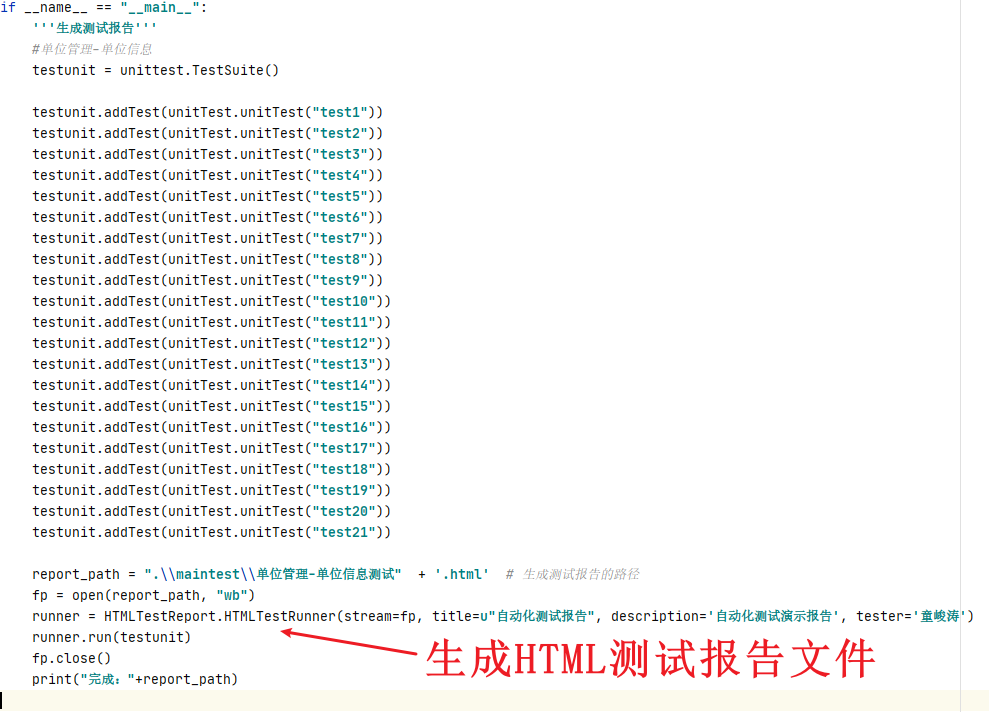 if __name__ == "__main__":
'''生成测试报告'''
#单位管理-单位信息
testunit = unittest.TestSuite()
testunit.addTest(unitTest.unitTest("test1"))
testunit.addTest(unitTest.unitTest("test2"))
testunit.addTest(unitTest.unitTest("test3"))
testunit.addTest(unitTest.unitTest("test4"))
testunit.addTest(unitTest.unitTest("test5"))
testunit.addTest(unitTest.unitTest("test6"))
testunit.addTest(unitTest.unitTest("test7"))
testunit.addTest(unitTest.unitTest("test8"))
testunit.addTest(unitTest.unitTest("test9"))
testunit.addTest(unitTest.unitTest("test10"))
testunit.addTest(unitTest.unitTest("test11"))
testunit.addTest(unitTest.unitTest("test12"))
testunit.addTest(unitTest.unitTest("test13"))
testunit.addTest(unitTest.unitTest("test14"))
testunit.addTest(unitTest.unitTest("test15"))
testunit.addTest(unitTest.unitTest("test16"))
testunit.addTest(unitTest.unitTest("test17"))
testunit.addTest(unitTest.unitTest("test18"))
testunit.addTest(unitTest.unitTest("test19"))
testunit.addTest(unitTest.unitTest("test20"))
testunit.addTest(unitTest.unitTest("test21"))
report_path = ".\\maintest\\单位管理-单位信息测试" + '.html' # 生成测试报告的路径
fp = open(report_path, "wb")
runner = HTMLTestReport.HTMLTestRunner(stream=fp, title=u"自动化测试报告", description='自动化测试演示报告', tester='童峻涛')
runner.run(testunit)
fp.close()
生成HTML测试报告文件
print("完成："+report_path)